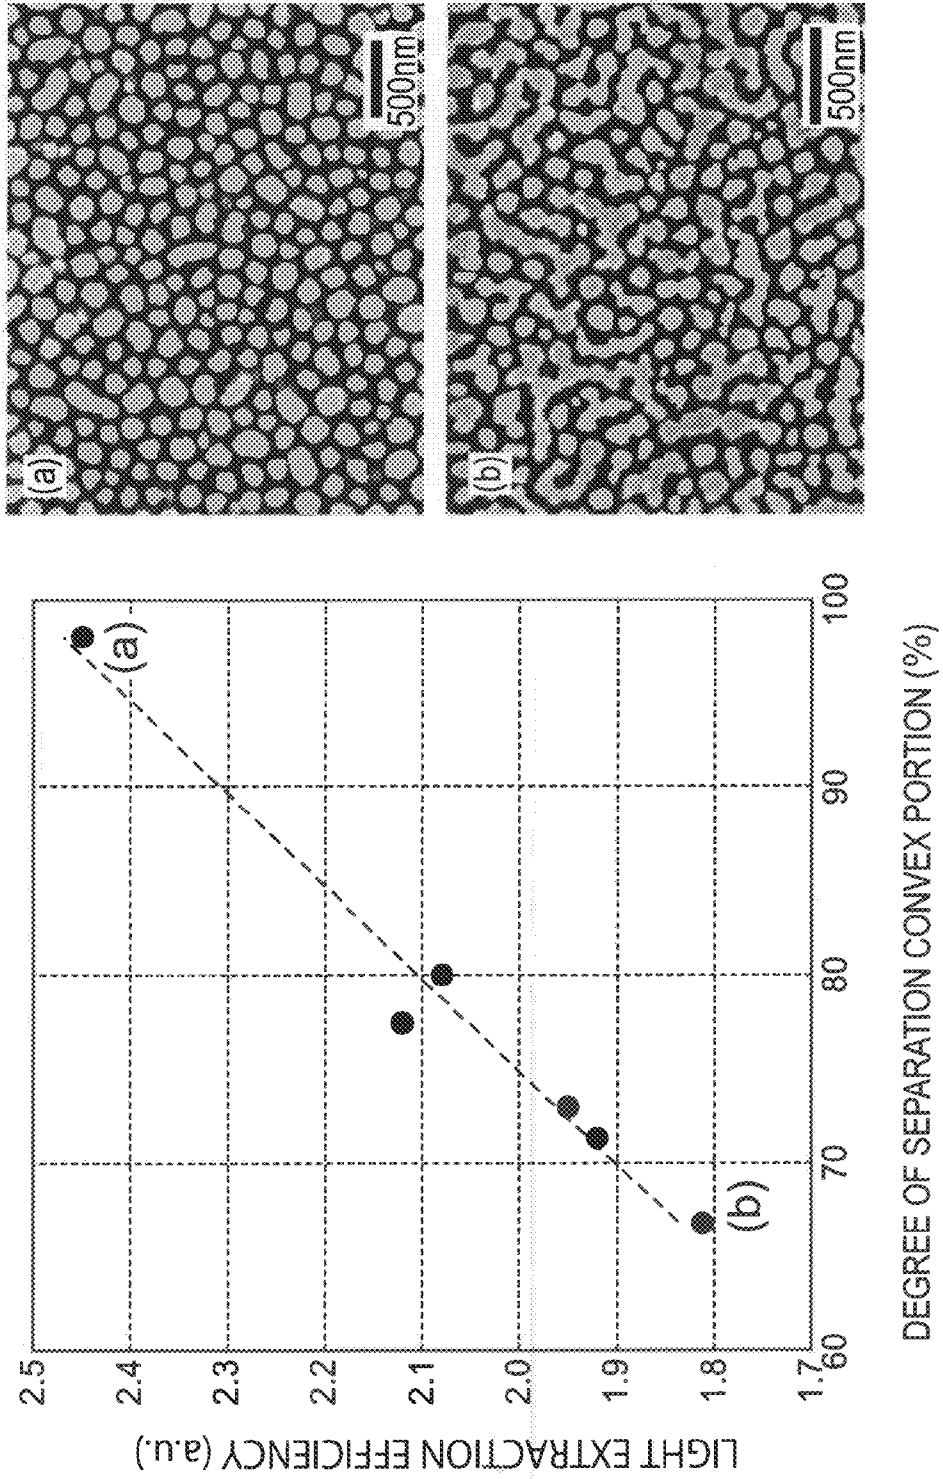 LIGHT EXTRACTION EFFICIENCY (a.u.)
2.5
2.4
2.3
2.2
2.1
2.0
1.9
1.8
1.7
60
70
80
90
100
DEGREE OF SEPARATION CONVEX PORTION (%)
(a)
(b)
(a)
500nm
(b)
500nm